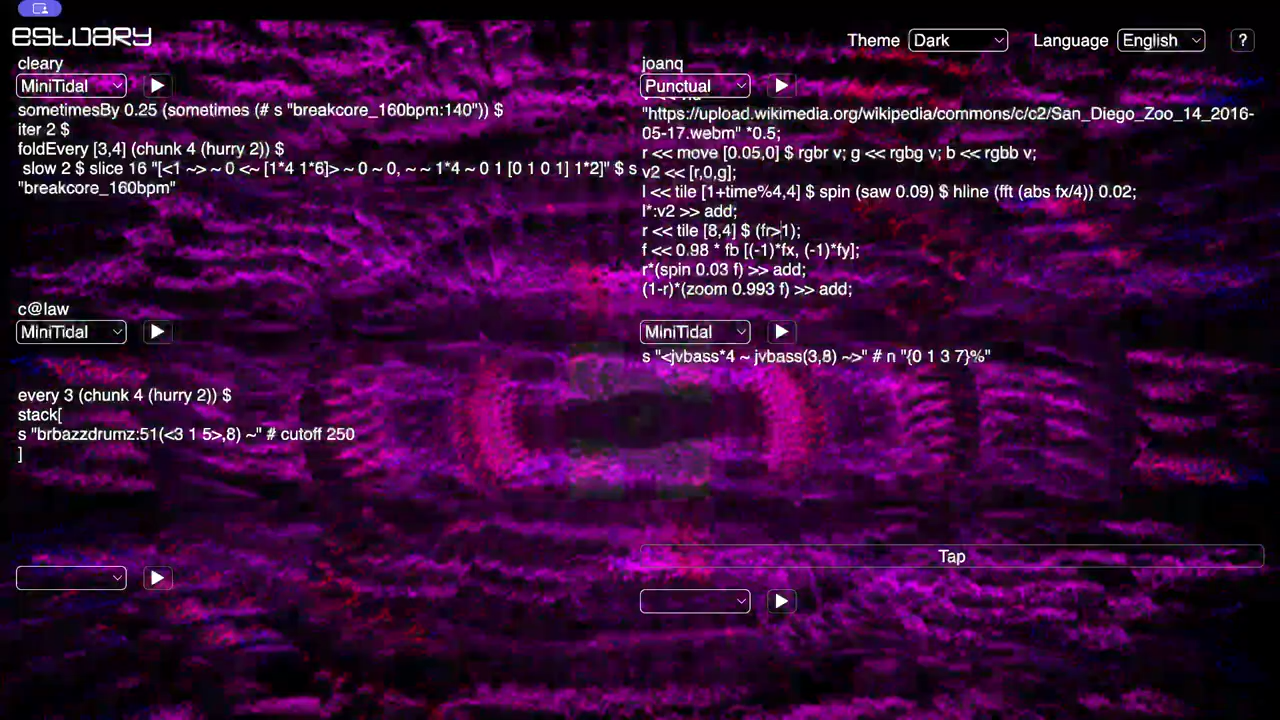 estuary
Theme Dark Language English ?
cleary
MiniTidal
sometimesBy 0.25 (sometimes (# s "breakcore_160bpm:140")) $
iter 2 $
foldEvery [3,4] (chunk 4 (hurry 2)) $
slow 2 $ slice 16 "[<1 ~> ~ 0 <~ [1*4 1*6]> ~ 0 ~ 0, ~ ~ 1*4 ~ 0 1 [0 1 0 1] 1*2]" $ s
"breakcore_160bpm"
joanq
Punctual
"https://upload.wikimedia.org/wikipedia/commons/c/c2/San_Diego_Zoo_14_2016-
05-17.webm" *0.5;
r << move [0.05,0] $ rgbr v; g << rgbg v; b << rgbb v;
v2 << [r,0,g];
l << tile [1+time%4,4] $ spin (saw 0.09) $ hline (fft (abs fx/4)) 0.02;
l*:v2 >> add;
r << tile [8,4] $ (fr>1);
f << 0.98 * fb [(-1)*fx, (-1)*fy];
r*(spin 0.03 f) >> add;
(1-r)*(zoom 0.993 f) >> add;
c@law
MiniTidal
every 3 (chunk 4 (hurry 2)) $
stack[
s "brbazzdrumz:51(<3 1 5>,8) ~" # cutoff 250
]
MiniTidal
s "<jvbass*4 ~ jvbass(3,8) ~>" # n "{0 1 3 7}%"
Tap